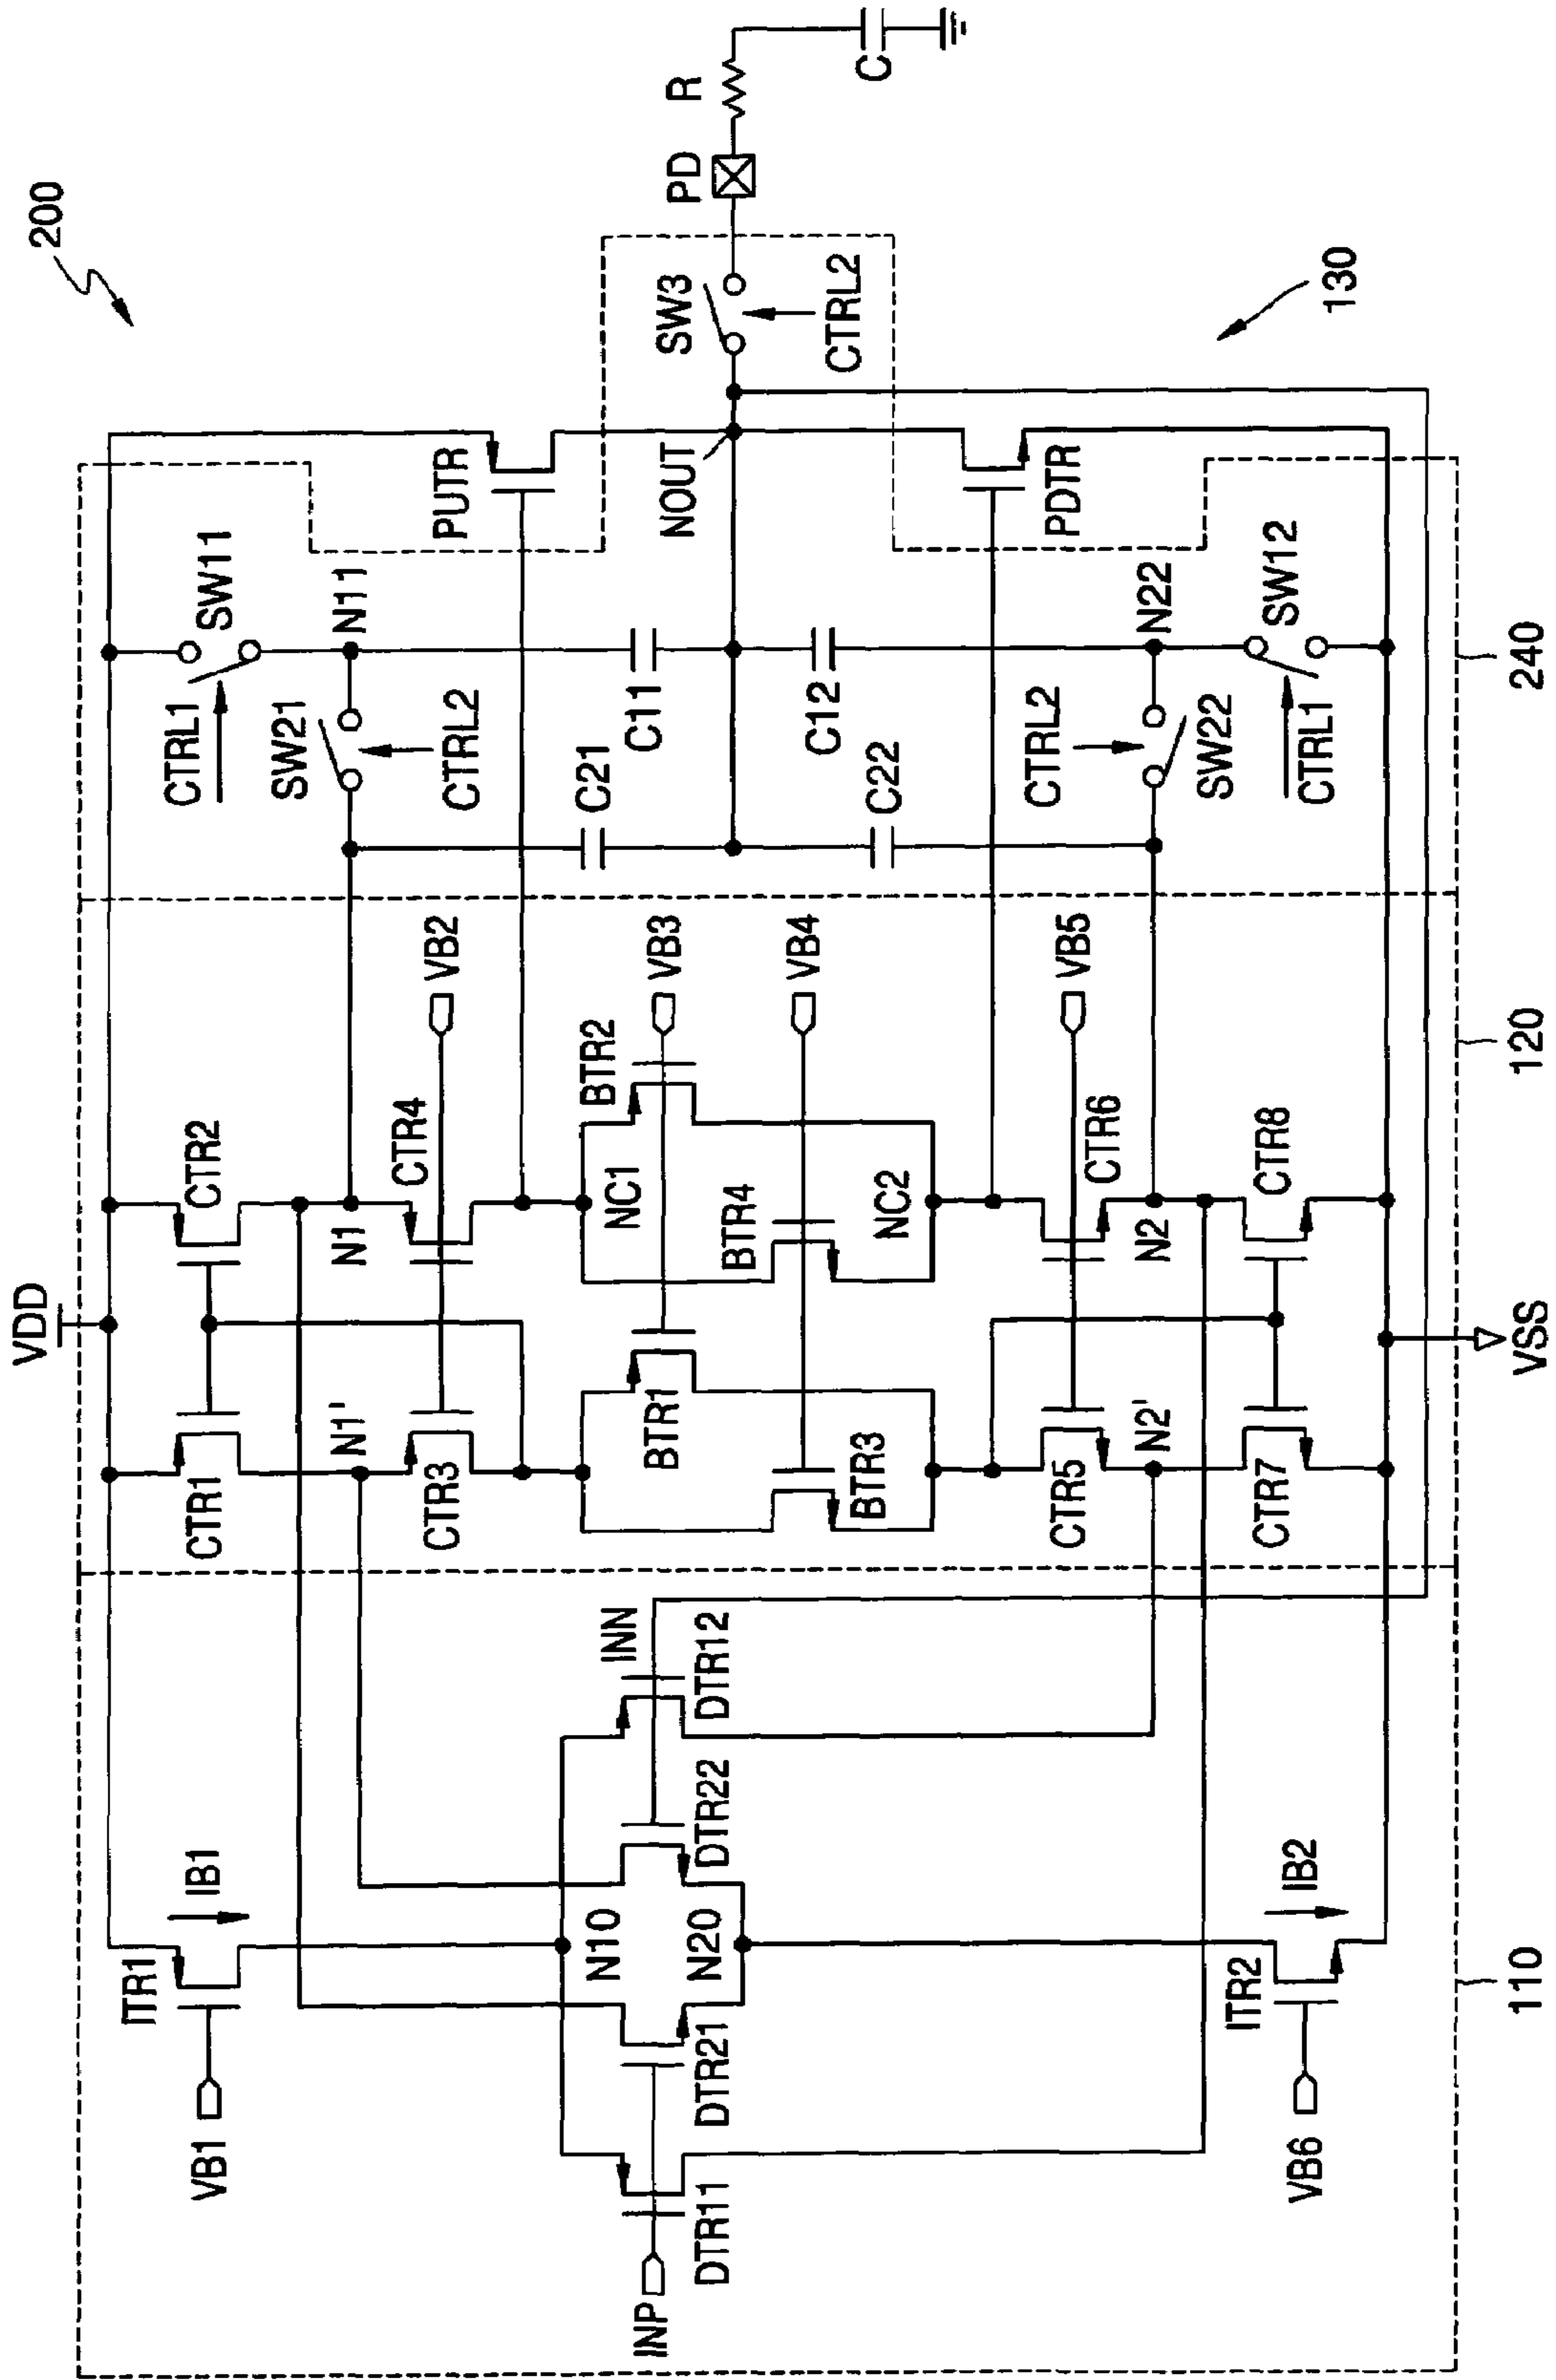 200
VDD
ITR1
IB1
VB1
CTR1
CTR2
CTRL1
SW11
N1'
N1
SW21
N11
CTRL2
CTR3
CTR4
VB2
PUTR
INP
DTR11
DTR21
N10
N20
DTR22
INN
DTR12
BTR1
NC1
BTR2
VB3
C21
C11
NOUT
SW3
CTRL2
PD
R
C
BTR3
BTR4
VB4
NC2
C22
C12
CTR5
CTR6
VB5
CTRL2
PDTR
N2'
N2
SW22
N22
VB6
ITR2
IB2
CTR7
CTR8
CTRL1
SW12
130
VSS
110
120
240